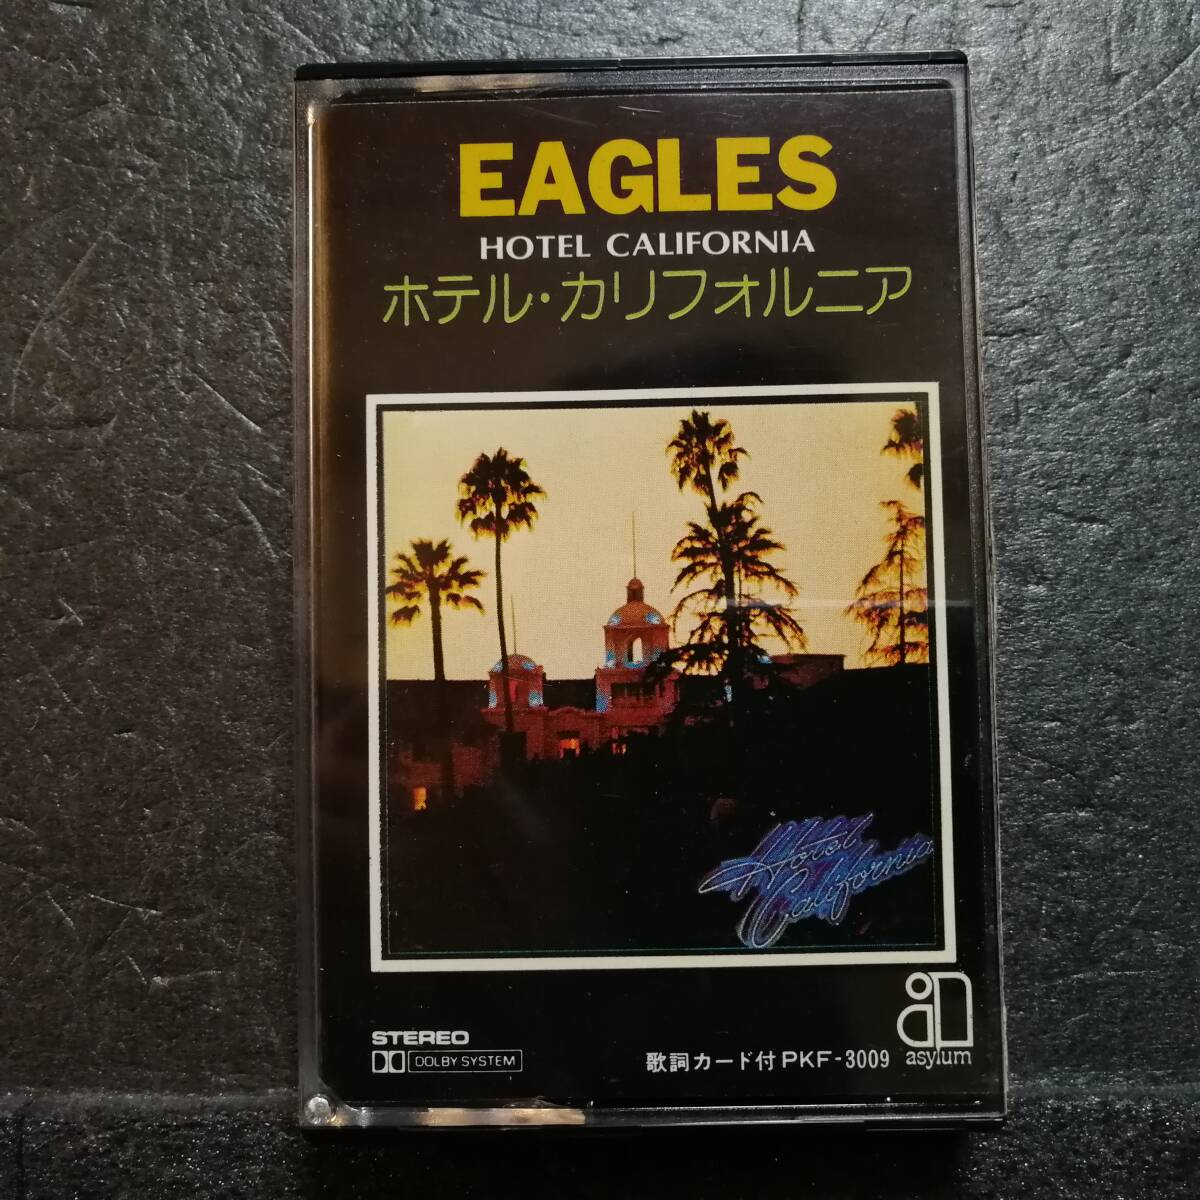 EAGLES
HOTEL CALIFORNIA
ホテル・カリフォルニア
Hotel
California
STEREO
DOLBY SYSTEM
歌詞カード付 PKF-3009
asylum